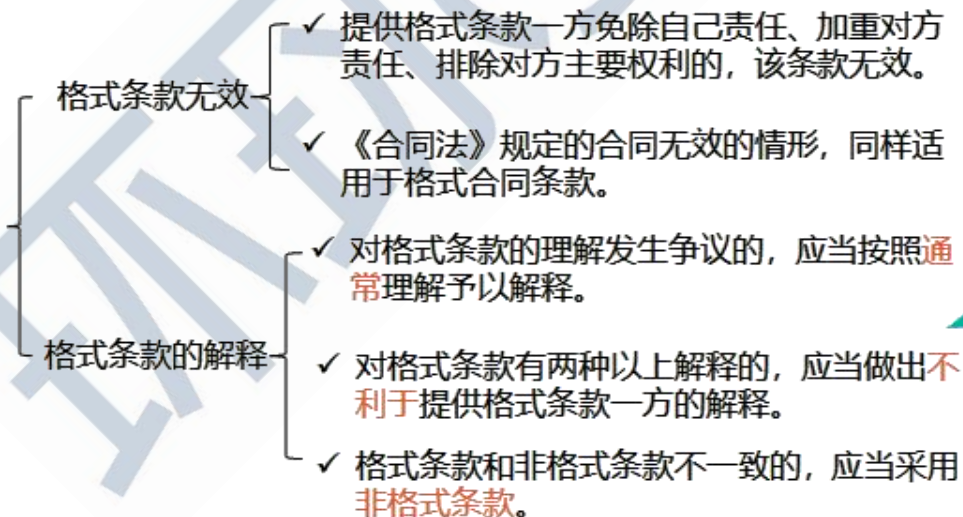 提供格式条款一方免除自己责任、加重对方
责任、排除对方主要权利的，该条款无效。
格式条款无效
《合同法》规定的合同无效的情形，同样适
用于格式合同条款。
对格式条款的理解发生争议的，应当按照通
常理解予以解释。
格式条款的解释
对格式条款有两种以上解释的，应当做出不
利于提供格式条款一方的解释。
格式条款和非格式条款不一致的，应当采用
非格式条款。